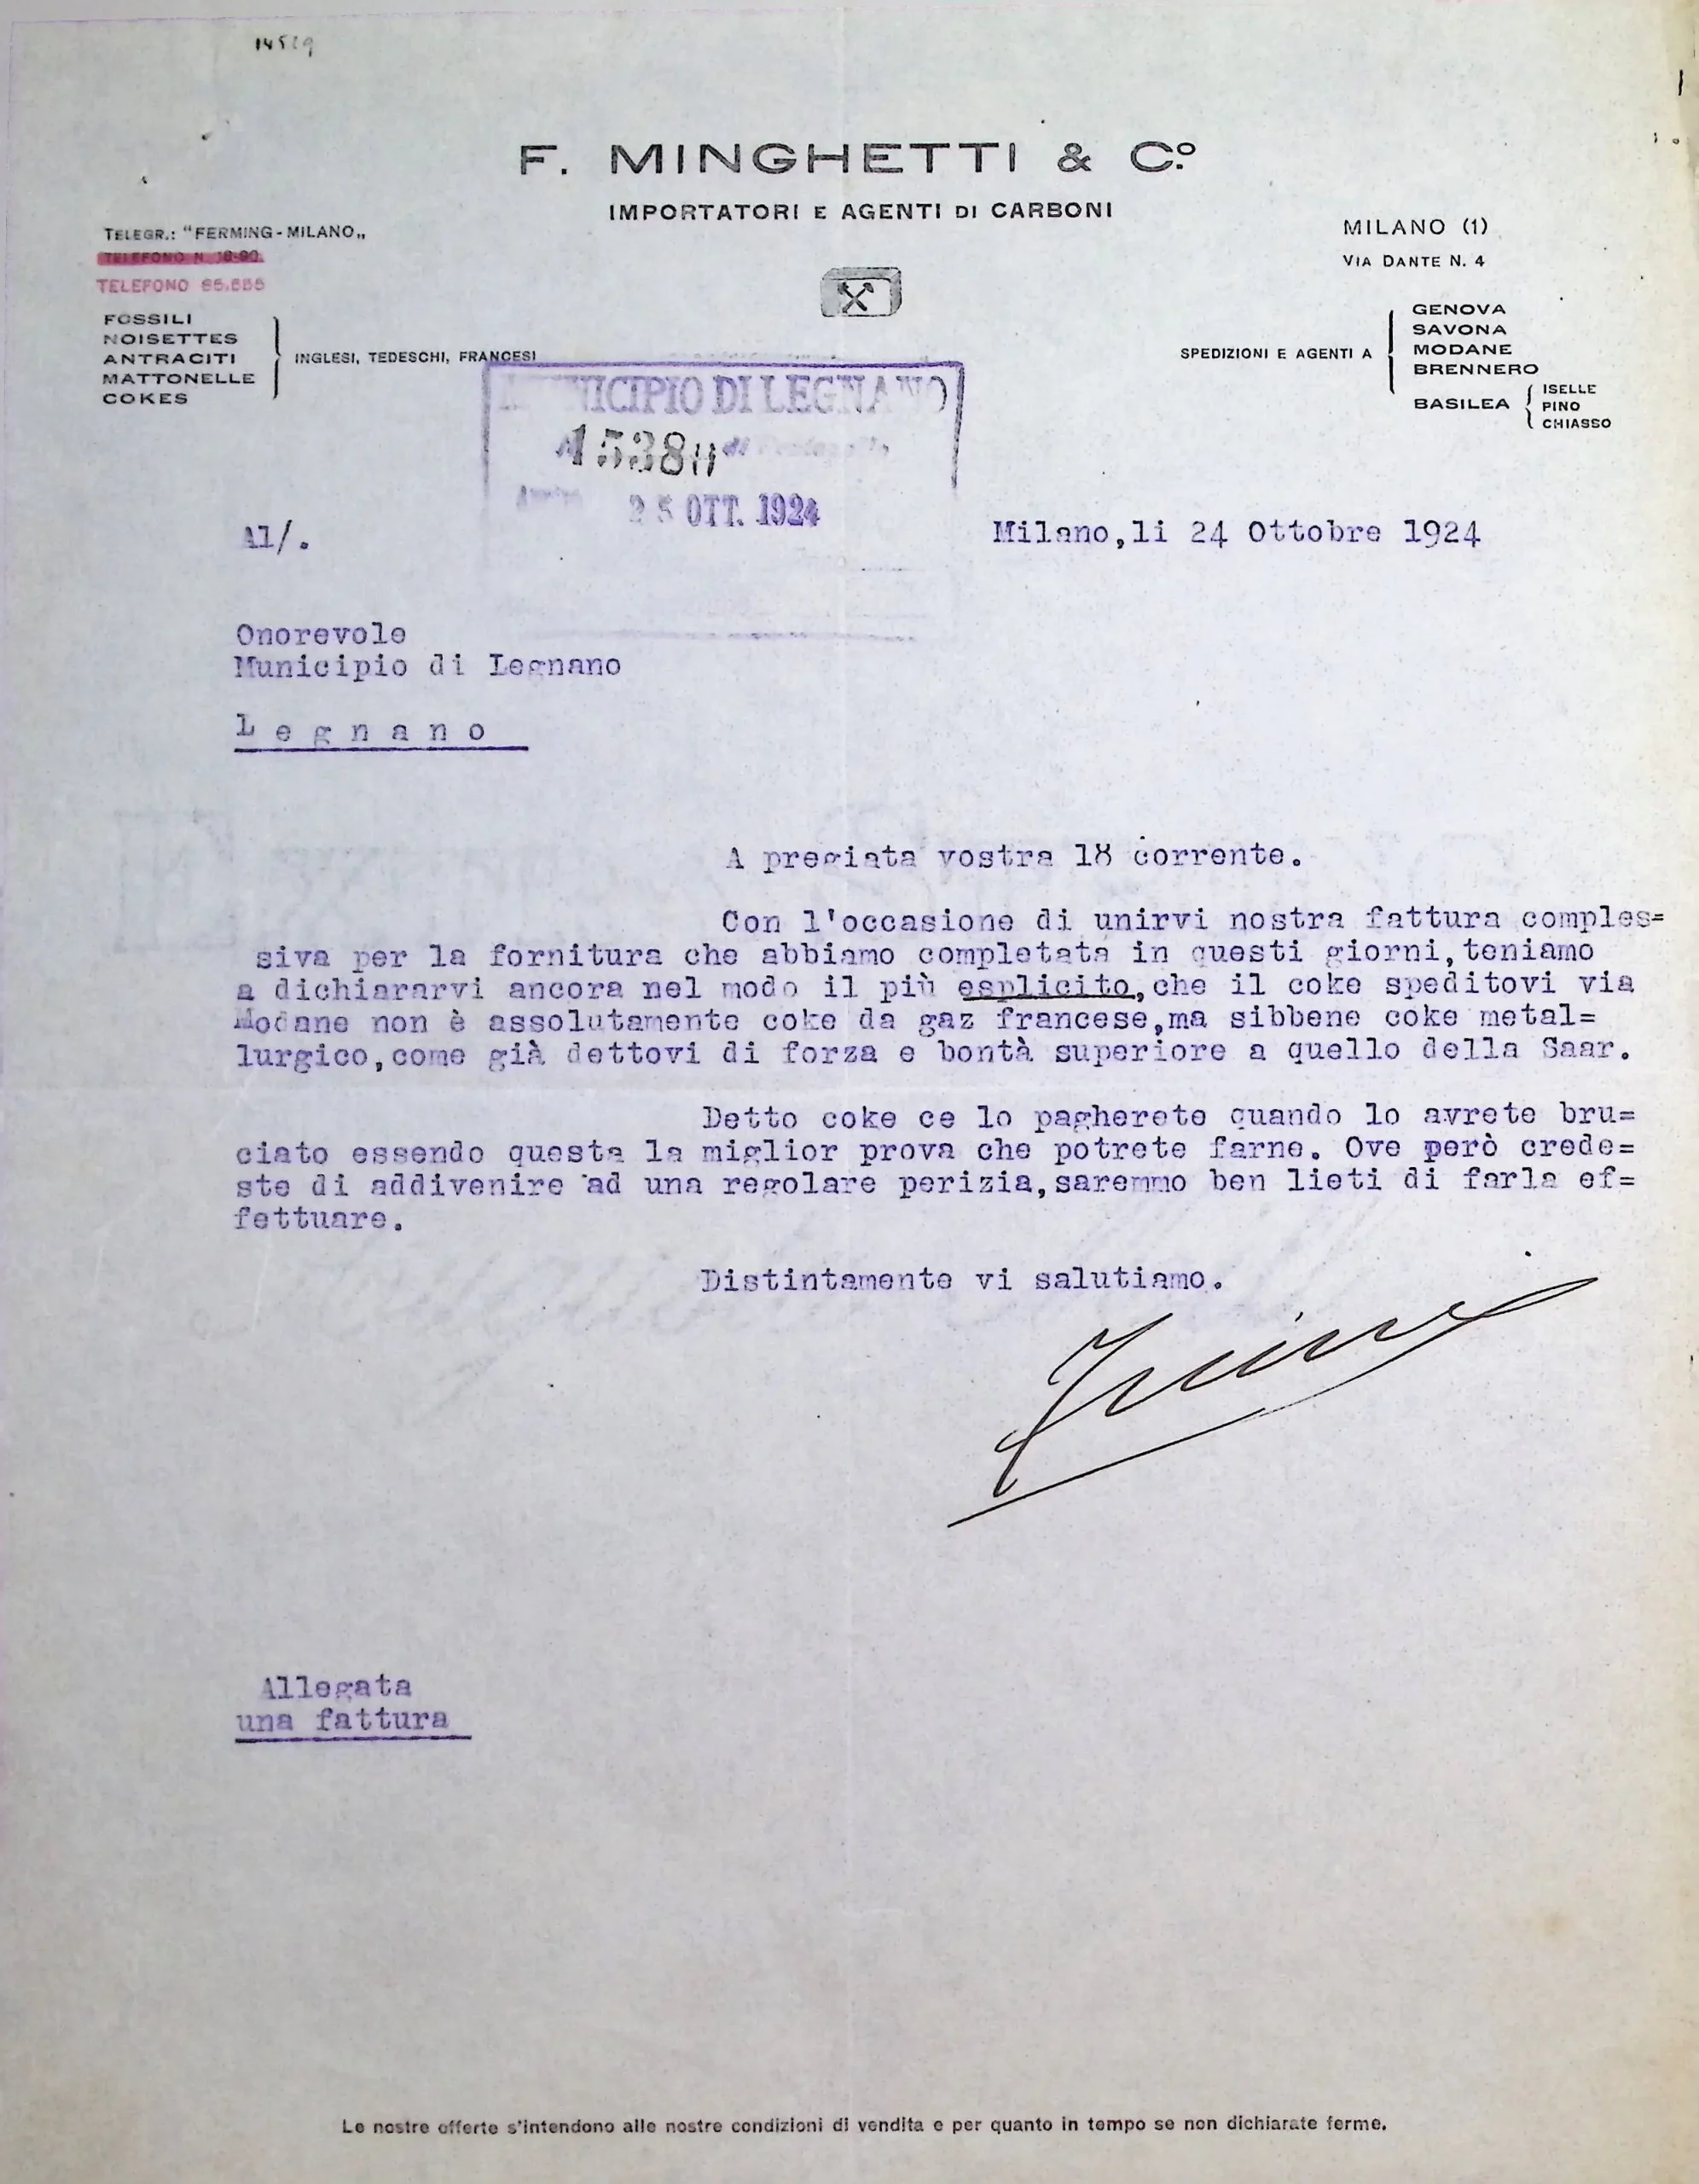 F. MINGHETTI & C.º
IMPORTATORI E AGENTI DI CARBONI
TELEGR.: "FERMING-MILANO„
TELEFONO N. 18-90.
TELEFONO
FOSSILI
NOISETTES
ANTRACITI
MATTONELLE
COKES
INGLESI, TEDESCHI, FRANCESI
MILANO (1)
VIA DANTE N. 4
SPEDIZIONI E AGENTI A
GENOVA
SAVONA
MODANE
BRENNERO
BASILEA
ISELLE
PINO
CHIASSO
DI LEGNANO
25 OTT. 1924
Al/.
Milano,li 24 Ottobre 1924
Onorevole
Municipio di Legnano
Legnano
A pregiata vostra 18 corrente.
Con l'occasione di unirvi nostra fattura comples=
siva per la fornitura che abbiamo completata in questi giorni,teniamo
a dichiararvi ancora nel modo il più esplicito,che il coke speditovi via
Modane non è assolutamente coke da gaz francese,ma sibbene coke metal=
lurgico,come già dettovi di forza e bontà superiore a quello della Saar.
Detto coke ce lo pagherete quando lo avrete bru=
ciato essendo questa la miglior prova che potrete farne. Ove però crede=
ste di addivenire ad una regolare perizia,saremmo ben lieti di farla ef=
fettuare.
Distintamente vi salutiamo.
Allegata
una fattura
Le nostre offerte s'intendono alle nostre condizioni di vendita e per quanto in tempo se non dichiarate ferme.